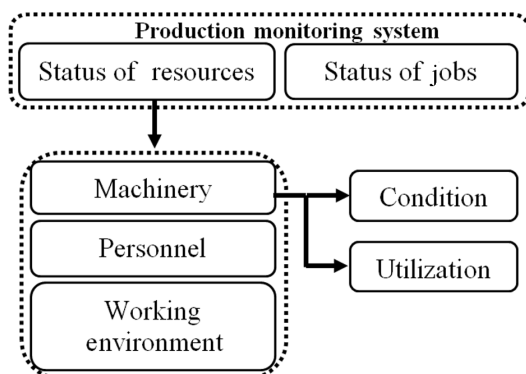 Production monitoring system
Status of resources
Status of jobs
Machinery
Condition
Personnel
Utilization
Working
environment